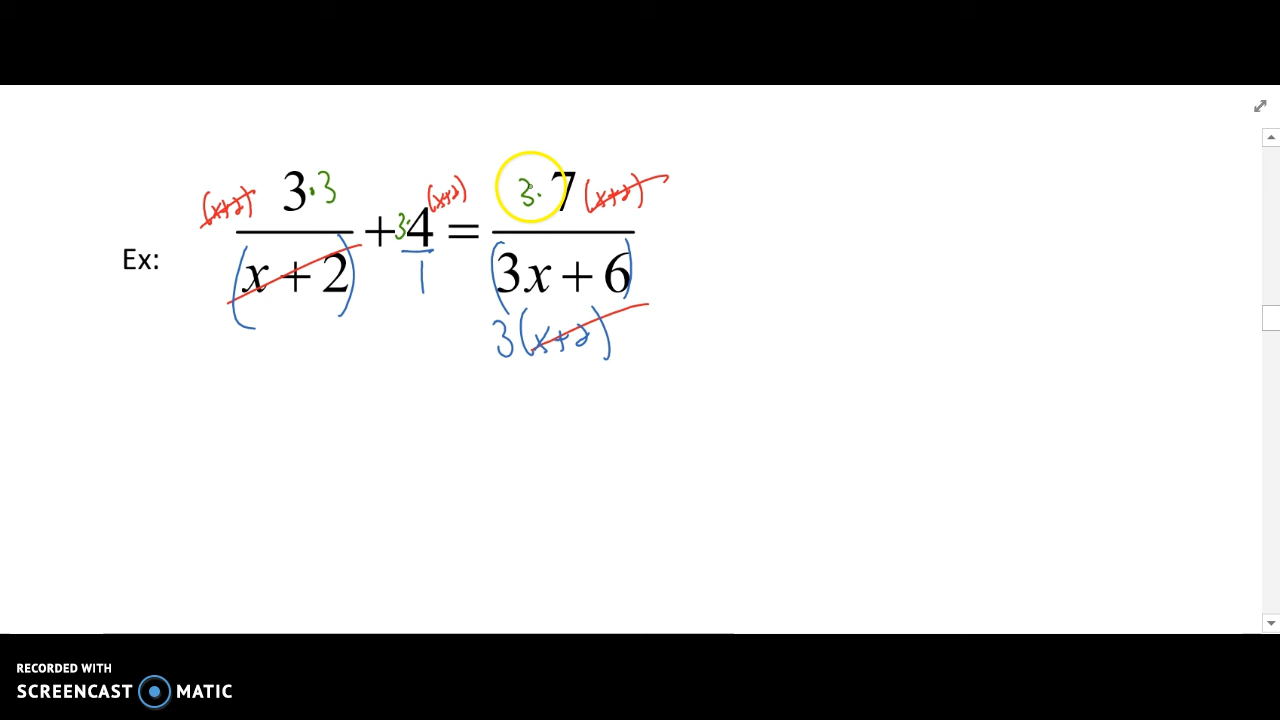 (x+2) 3·3 + 3·4 (x+2) = 3·7 (x+2)
Ex: (x + 2) 1 (3x + 6)
3(x+2)
RECORDED WITH
SCREENCAST MATIC